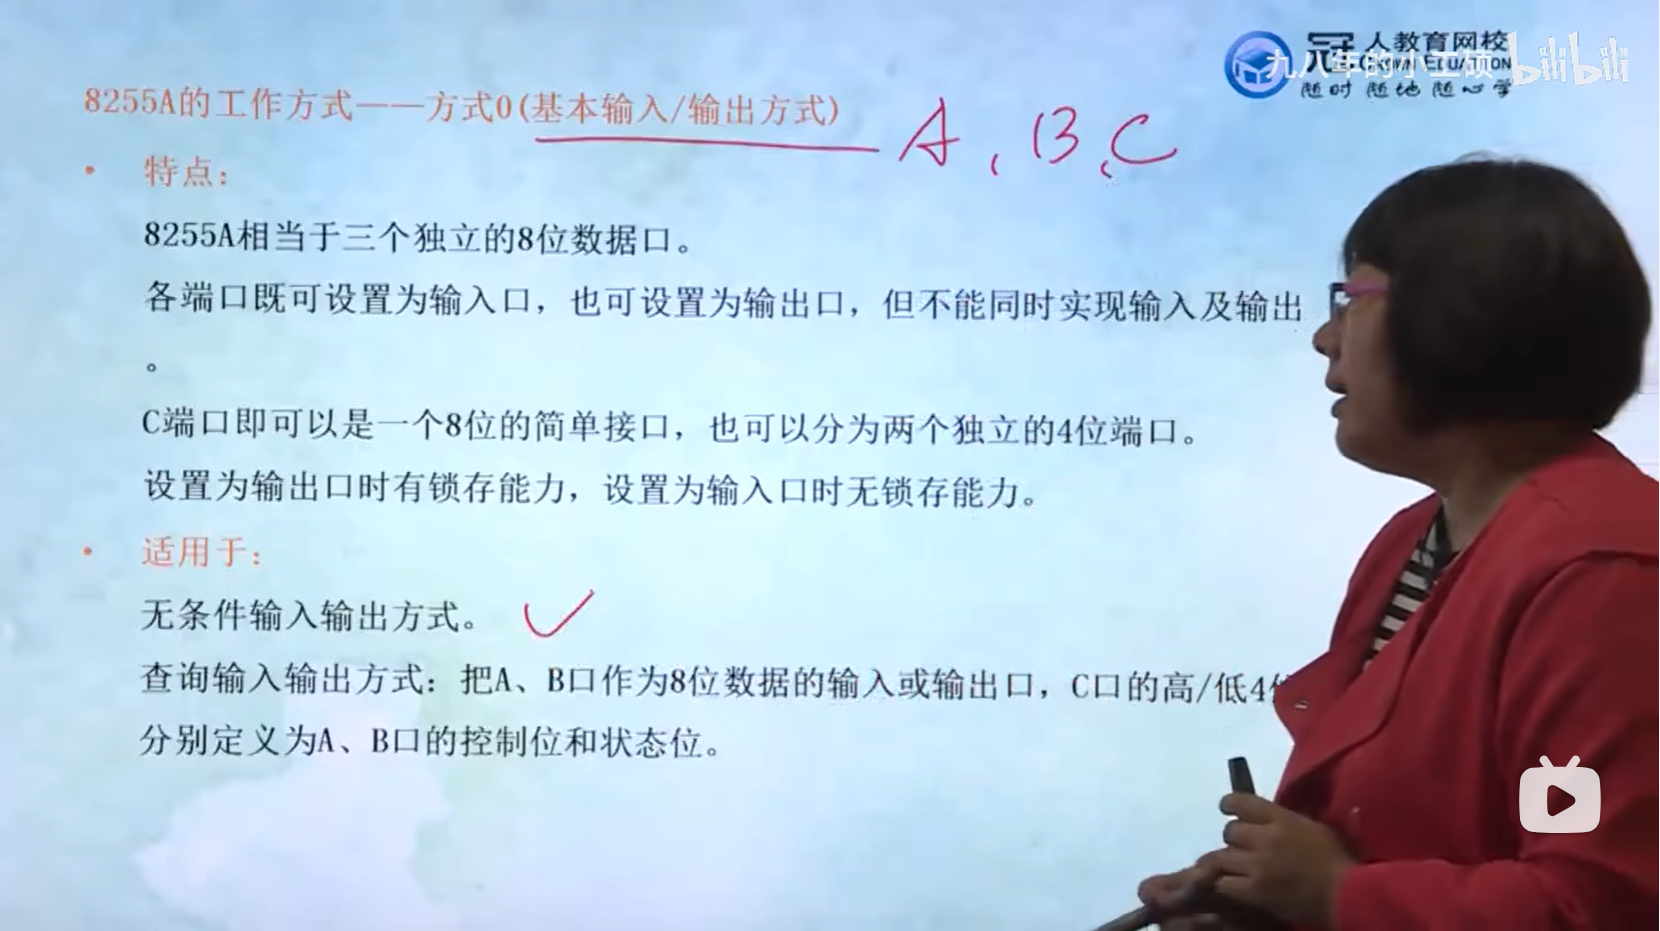 冠人教育网校
CROWN EDUCATION
随时 随地 随心学
九八年的小工硕 bilibili
8255A的工作方式——方式0(基本输入/输出方式)
A、B、C
• 特点:
8255A相当于三个独立的8位数据口。
各端口既可设置为输入口，也可设置为输出口，但不能同时实现输入及输出
。
C端口即可以是一个8位的简单接口，也可以分为两个独立的4位端口。
设置为输出口时有锁存能力，设置为输入口时无锁存能力。
• 适用于:
无条件输入输出方式。
查询输入输出方式: 把A、B口作为8位数据的输入或输出口，C口的高/低4
分别定义为A、B口的控制位和状态位。